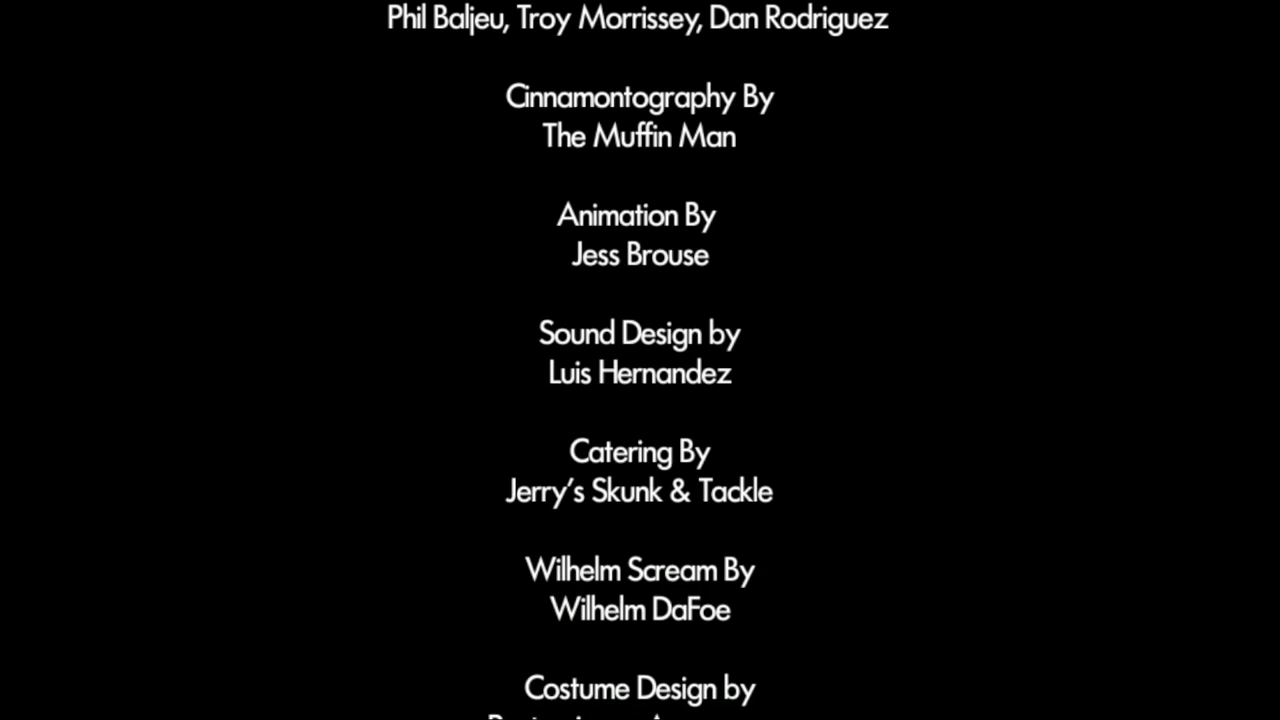 Phil Baljeu, Troy Morrissey, Dan Rodriguez
Cinnamontography By
The Muffin Man
Animation By
Jess Brouse
Sound Design by
Luis Hernandez
Catering By
Jerry’s Skunk & Tackle
Wilhelm Scream By
Wilhelm DaFoe
Costume Design by